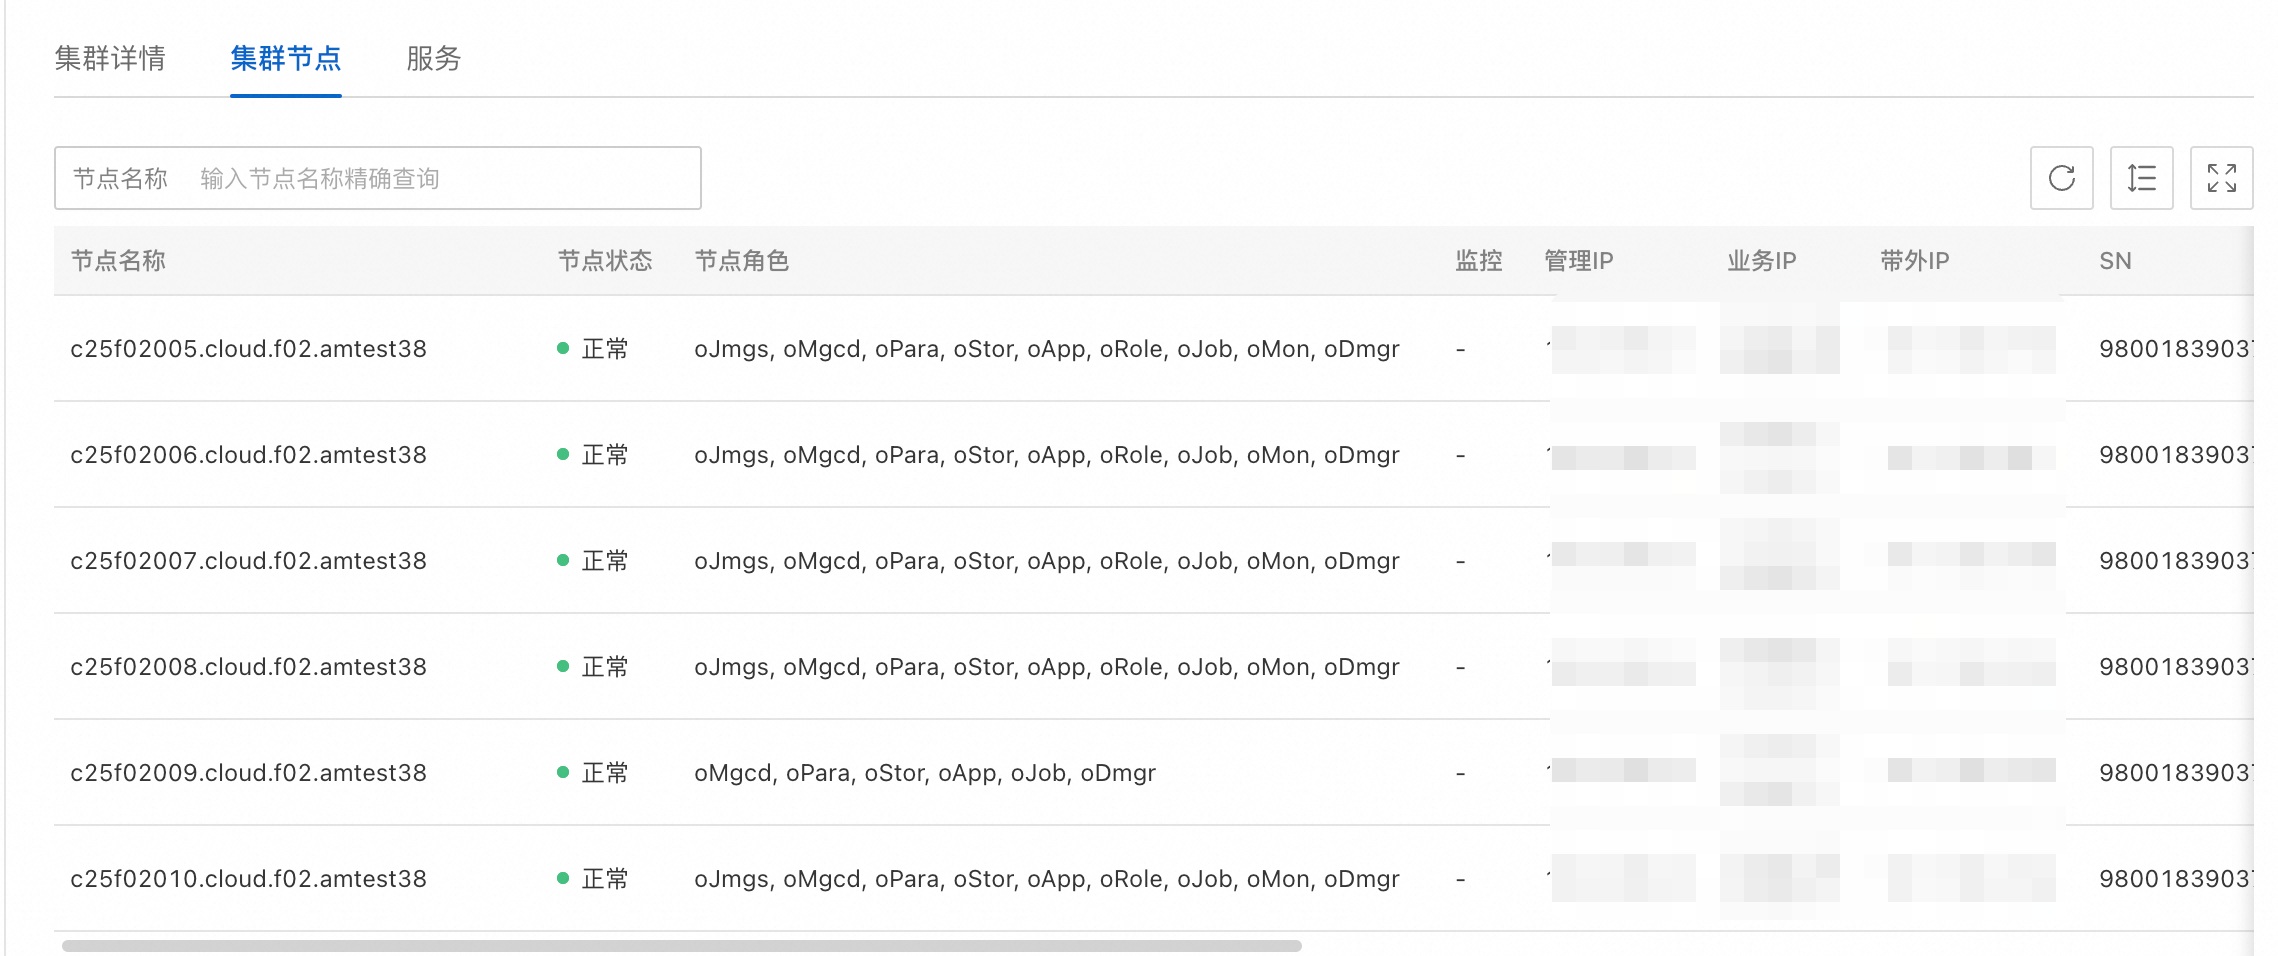 集群详情 集群节点 服务
节点名称 输入节点名称精确查询
节点名称 节点状态 节点角色 监控 管理IP 业务IP 带外IP SN
c25f02005.cloud.f02.amtest38 正常 oJmgs, oMgcd, oPara, oStor, oApp, oRole, oJob, oMon, oDmgr - 98001839037
c25f02006.cloud.f02.amtest38 正常 oJmgs, oMgcd, oPara, oStor, oApp, oRole, oJob, oMon, oDmgr - 98001839037
c25f02007.cloud.f02.amtest38 正常 oJmgs, oMgcd, oPara, oStor, oApp, oRole, oJob, oMon, oDmgr - 98001839037
c25f02008.cloud.f02.amtest38 正常 oJmgs, oMgcd, oPara, oStor, oApp, oRole, oJob, oMon, oDmgr - 98001839037
c25f02009.cloud.f02.amtest38 正常 oMgcd, oPara, oStor, oApp, oJob, oDmgr - 98001839037
c25f02010.cloud.f02.amtest38 正常 oJmgs, oMgcd, oPara, oStor, oApp, oRole, oJob, oMon, oDmgr - 98001839037